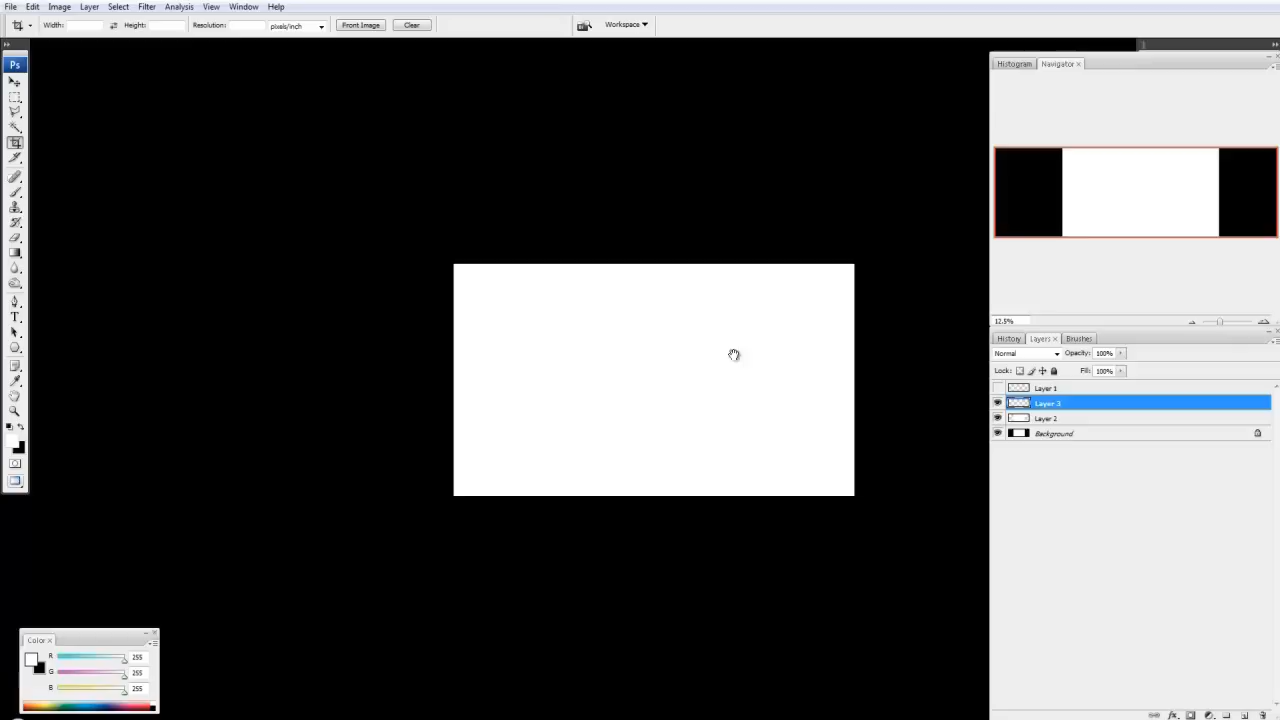 File Edit Image Layer Select Filter Analysis View Window Help
Width: Height: Resolution: pixels/inch Front Image Clear Workspace
Ps
Histogram Navigator
12.5%
History Layers Brushes
Normal Opacity: 100%
Lock: Fill: 100%
Layer 1
Layer 3
Layer 2
Background
T
Color
R 255
G 255
B 255
fx